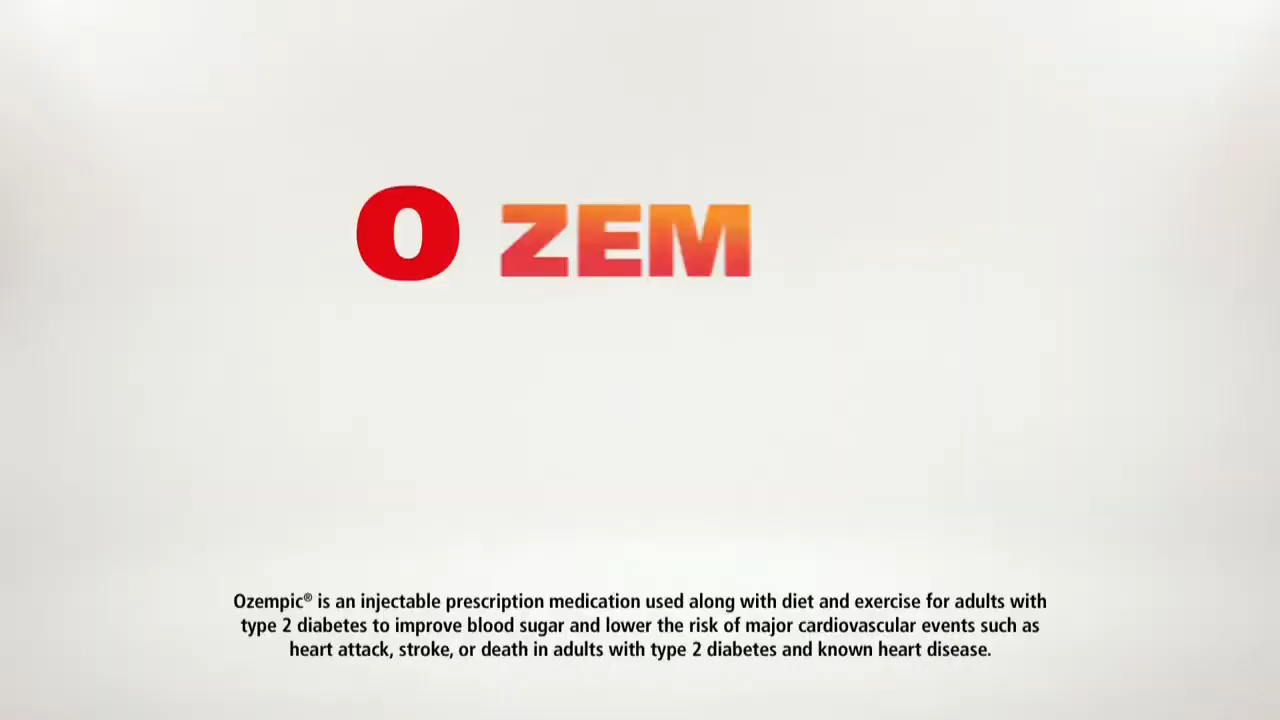 O ZEM
Ozempic® is an injectable prescription medication used along with diet and exercise for adults with
type 2 diabetes to improve blood sugar and lower the risk of major cardiovascular events such as
heart attack, stroke, or death in adults with type 2 diabetes and known heart disease.